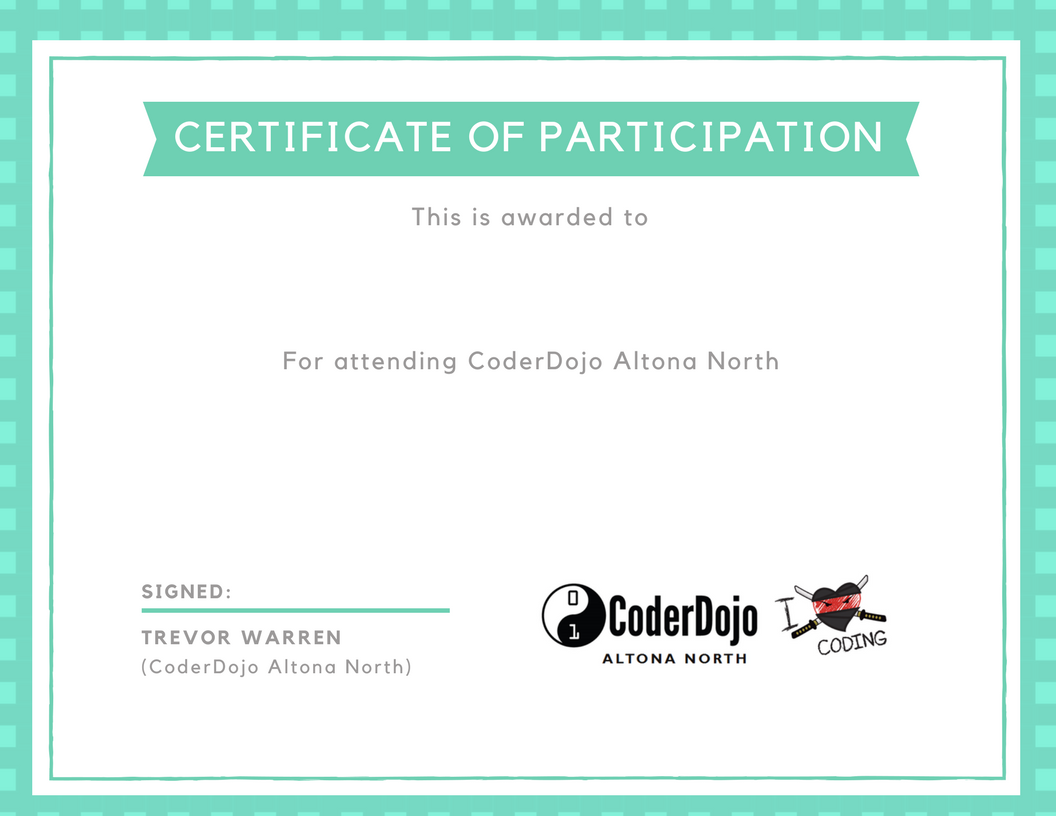 CERTIFICATE OF PARTICIPATION
This is awarded to
For attending CoderDojo Altona North
SIGNED:
TREVOR WARREN
(CoderDojo Altona North)
0
1
CoderDojo
ALTONA NORTH
I
CODING